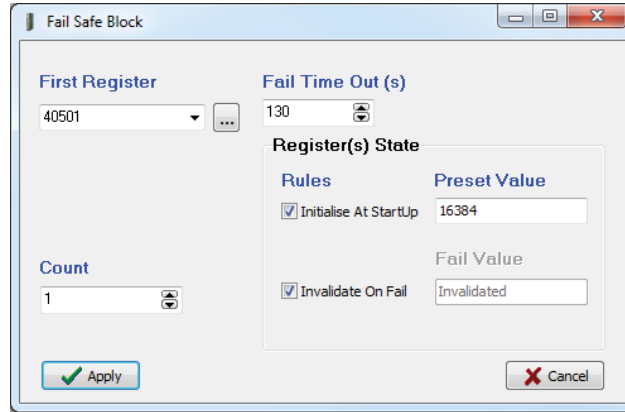 Fail Safe Block
First Register
Fail Time Out (s)
40501
...
130
Register(s) State
Rules
Preset Value
Initialise At StartUp
16384
Count
Fail Value
1
Invalidate On Fail
Invalidated
Apply
Cancel